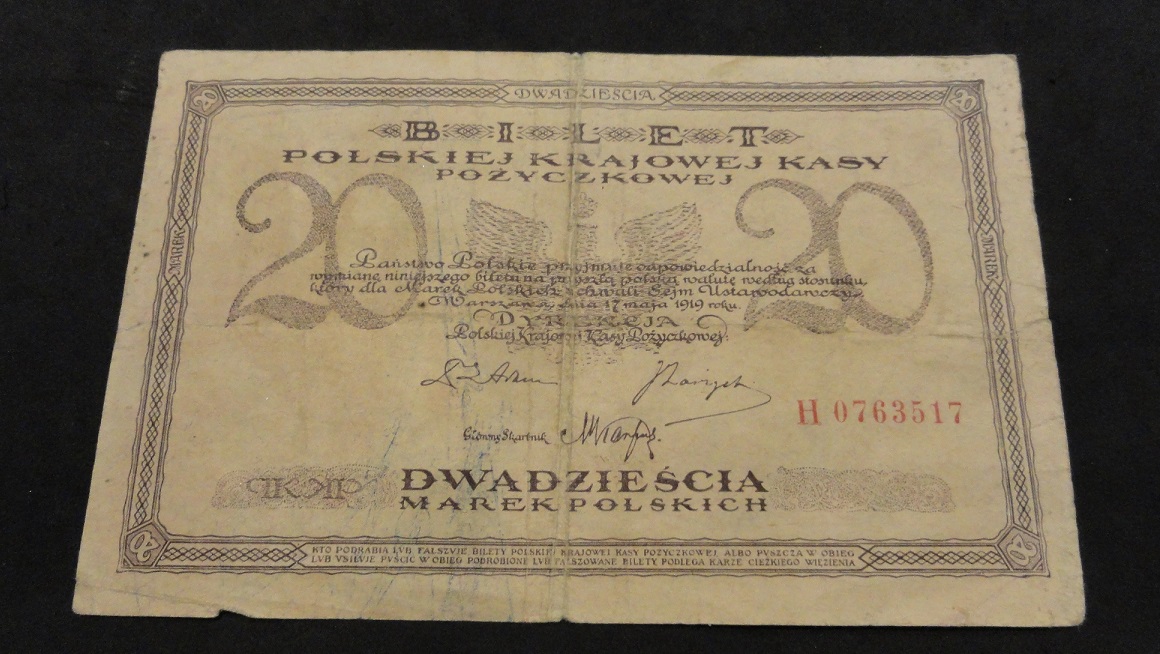 DWADZIEŚCIA
20 20
BILET
POLSKIEJ KRAJOWEJ KASY
POŻYCZKOWEJ
20 20
MAREK
MAREK
Państwo Polskie przyjmuje odpowiedzialność za
wymianę niniejszego biletu na przyszłą polską walutę według stosunku,
który dla Marek Polskich uchwali Sejm Ustawodawczy.
Warszawa, dnia 17 maja 1919 roku.
DYREKCJA
Polskiej Krajowej Kasy Pożyczkowej:
H 0763517
Główny Skarbnik
PKKP
DWADZIEŚCIA
MAREK POLSKICH
20 20
KTO PODRABIA LVB FAŁSZVJE BILETY POLSKIEJ KRAJOWEJ KASY POŻYCZKOWEJ ALBO PVSZCZA W OBIEG
LVB VSIŁVJE PVŚCIĆ W OBIEG PODROBIONE LVB FAŁSZOWANE BILETY PODLEGA KARZE CIĘŻKIEGO WIĘZIENIA